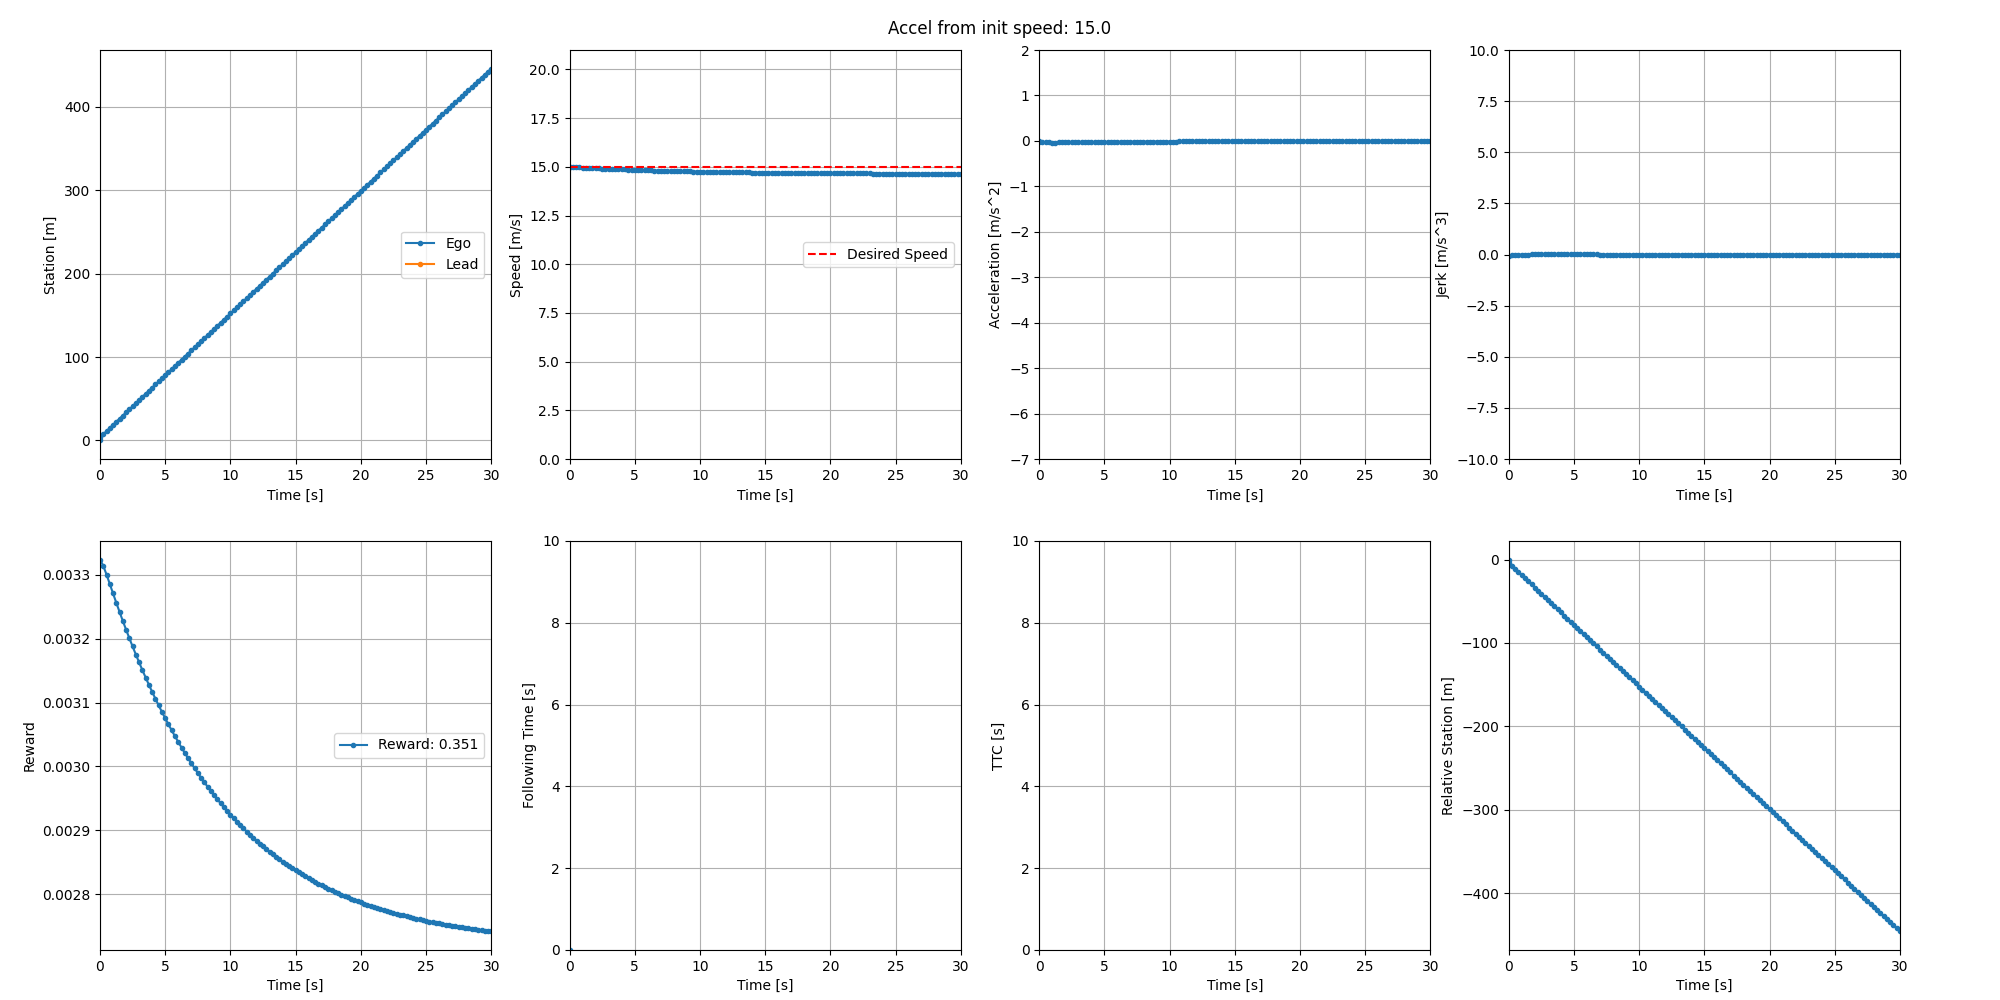 Accel from init speed: 15.0
Station [m]
400
300
200
100
0
0 5 10 15 20 25 30
Time [s]
Ego
Lead
Speed [m/s]
20.0
17.5
15.0
12.5
10.0
7.5
5.0
2.5
0.0
0 5 10 15 20 25 30
Time [s]
Desired Speed
Acceleration [m/s^2]
2
1
0
−1
−2
−3
−4
−5
−6
−7
0 5 10 15 20 25 30
Time [s]
Jerk [m/s^3]
10.0
7.5
5.0
2.5
0.0
−2.5
−5.0
−7.5
−10.0
0 5 10 15 20 25 30
Time [s]
Reward
0.0033
0.0032
0.0031
0.0030
0.0029
0.0028
0 5 10 15 20 25 30
Time [s]
Reward: 0.351
Following Time [s]
10
8
6
4
2
0
0 5 10 15 20 25 30
Time [s]
TTC [s]
10
8
6
4
2
0
0 5 10 15 20 25 30
Time [s]
Relative Station [m]
0
−100
−200
−300
−400
0 5 10 15 20 25 30
Time [s]